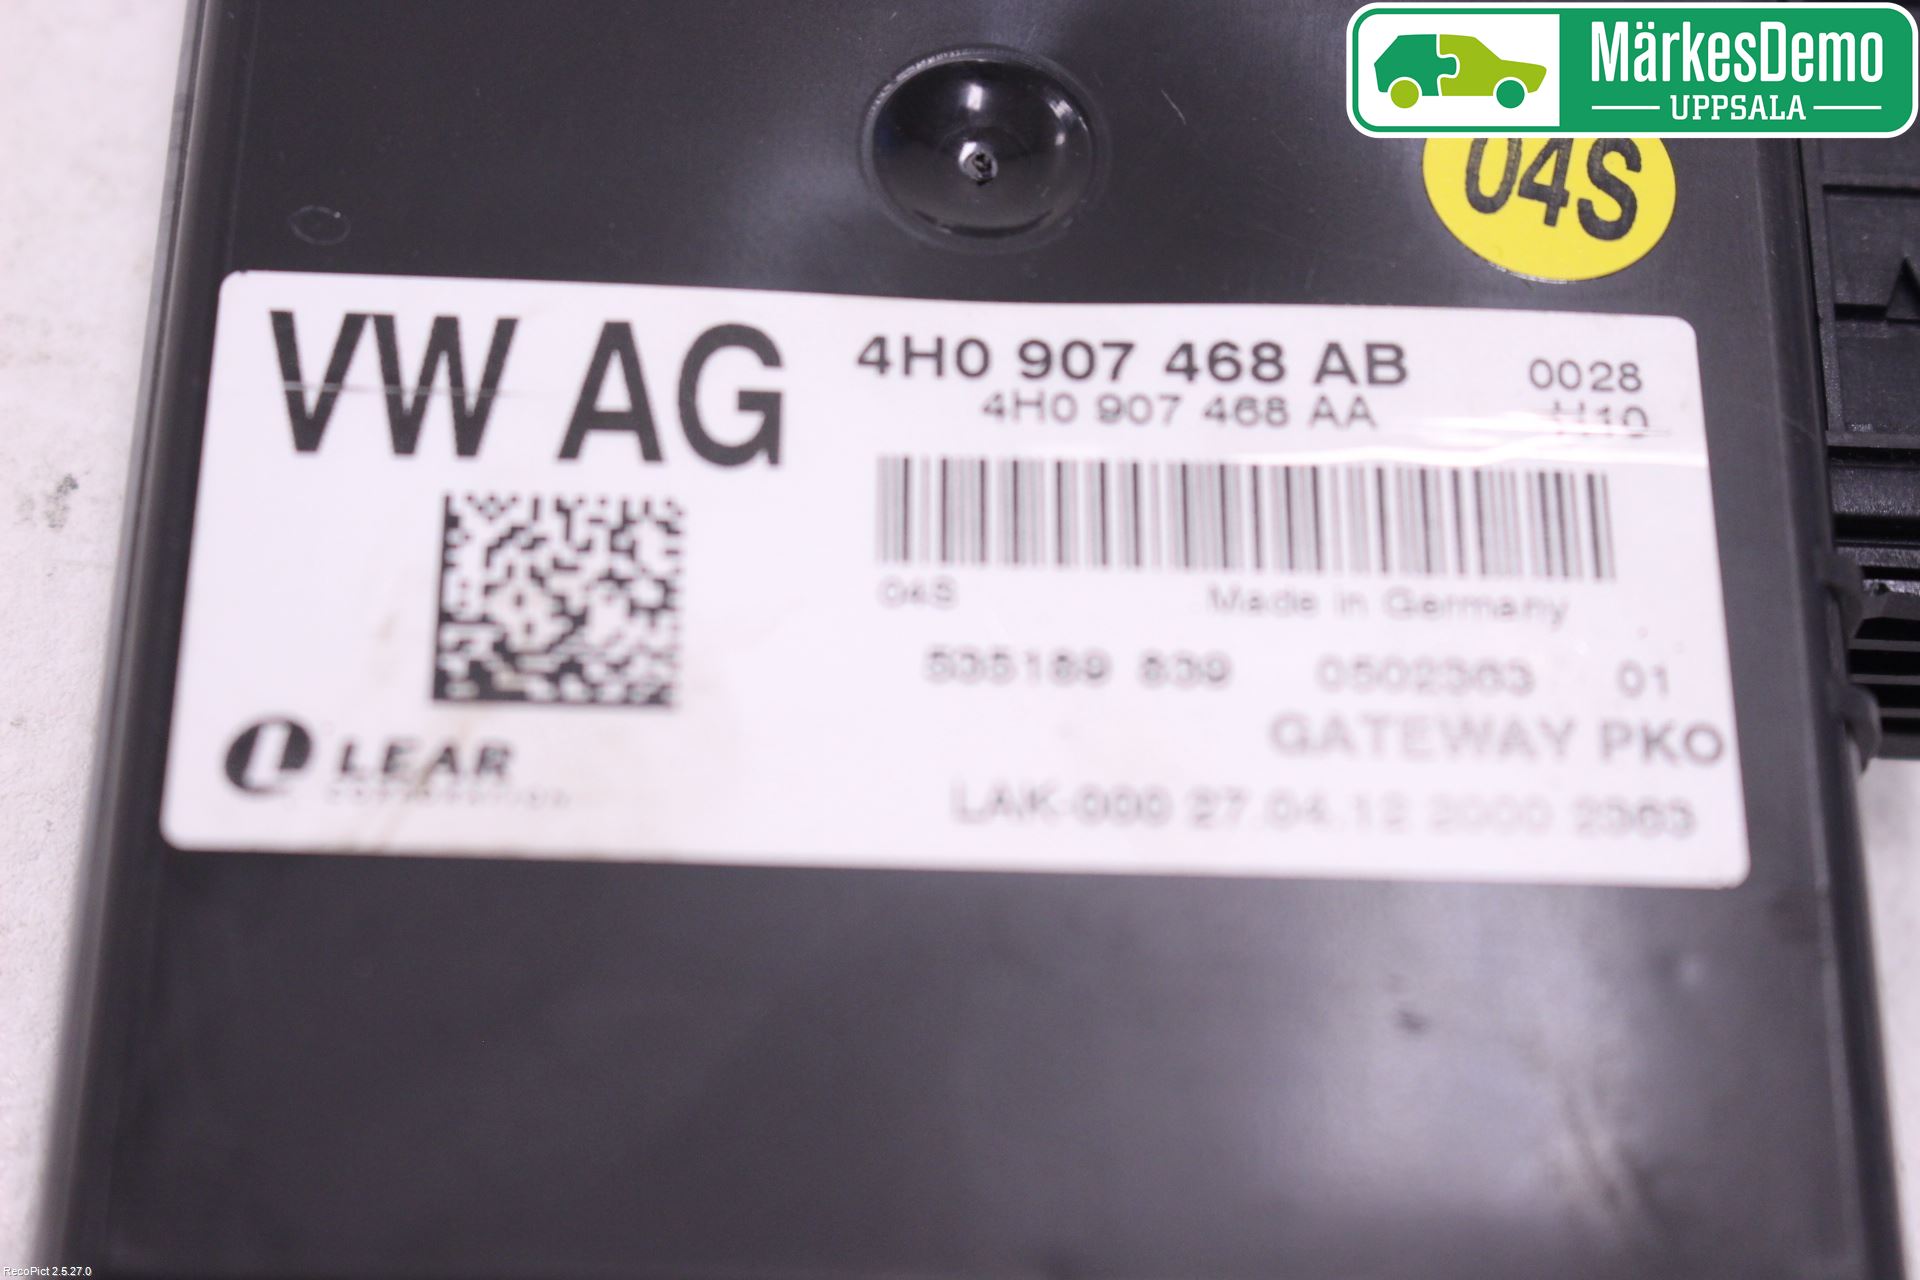 MärkesDemo
UPPSALA
04S
VW AG
4H0 907 468 AB
0028
4H0 907 468 AA
H10
04S
Made in Germany
535189 839
0502363
01
GATEWAY PKO
LEAR
CORPORATION
LAK-000 27.04.12 2000 2363
RecoPict 2.5.27.0